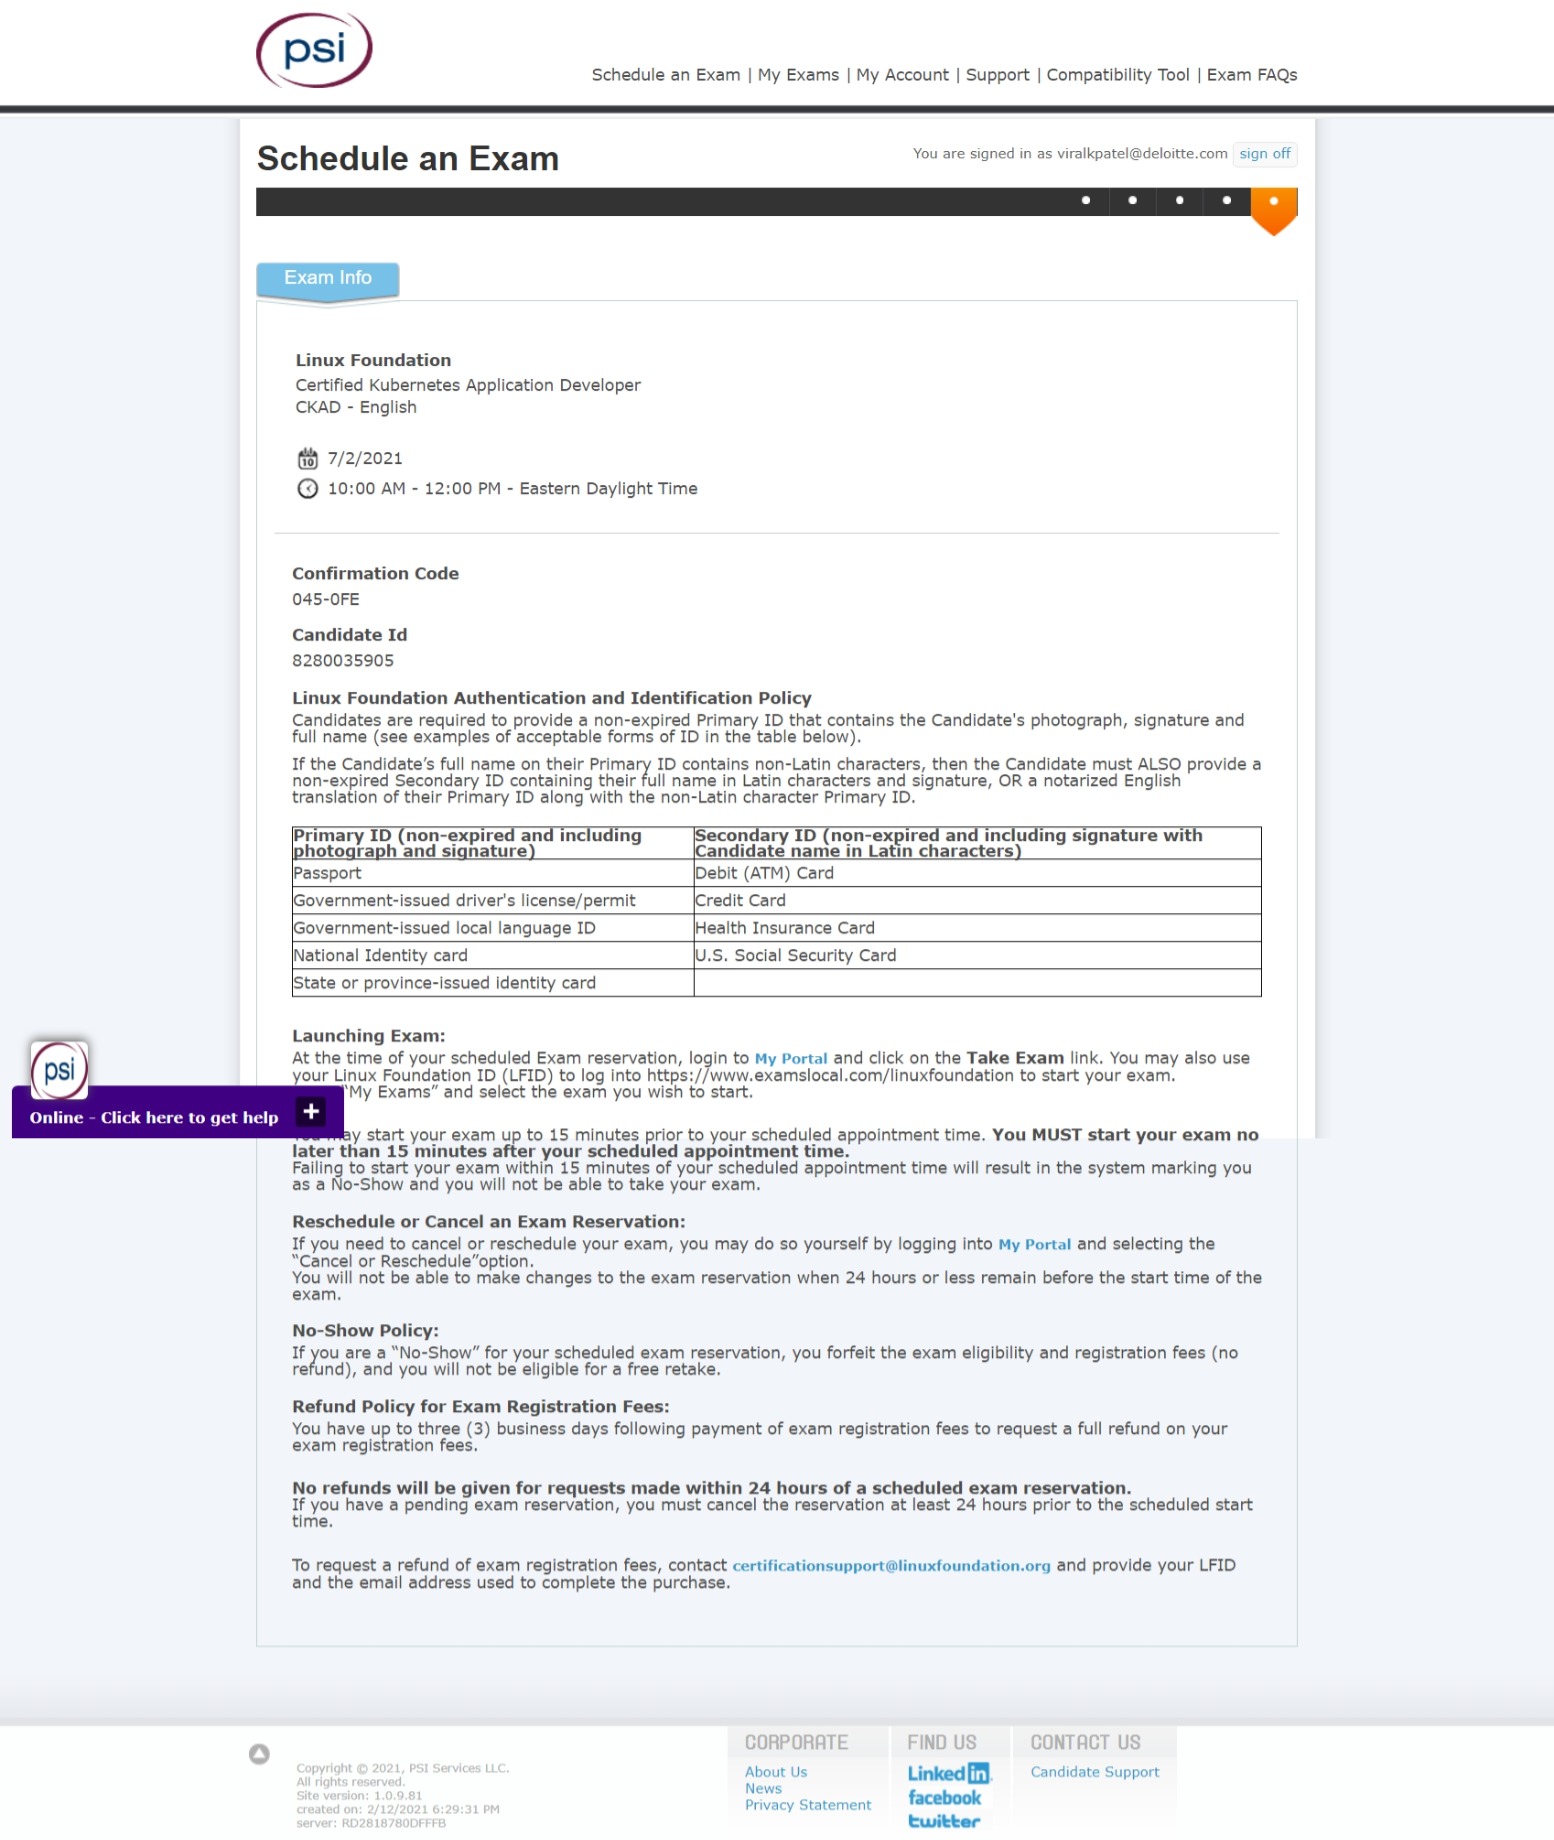 psi
Schedule an Exam | My Exams | My Account | Support | Compatibility Tool | Exam FAQs
Schedule an Exam
You are signed in as viralkpatel@deloitte.com sign off
Exam Info
Linux Foundation
Certified Kubernetes Application Developer
CKAD - English
10 7/2/2021
10:00 AM - 12:00 PM - Eastern Daylight Time
Confirmation Code
045-0FE
Candidate Id
8280035905
Linux Foundation Authentication and Identification Policy
Candidates are required to provide a non-expired Primary ID that contains the Candidate's photograph, signature and
full name (see examples of acceptable forms of ID in the table below).
If the Candidate’s full name on their Primary ID contains non-Latin characters, then the Candidate must ALSO provide a
non-expired Secondary ID containing their full name in Latin characters and signature, OR a notarized English
translation of their Primary ID along with the non-Latin character Primary ID.
Primary ID (non-expired and including photograph and signature) Secondary ID (non-expired and including signature with Candidate name in Latin characters)
Passport Debit (ATM) Card
Government-issued driver's license/permit Credit Card
Government-issued local language ID Health Insurance Card
National Identity card U.S. Social Security Card
State or province-issued identity card
Launching Exam:
At the time of your scheduled Exam reservation, login to My Portal and click on the Take Exam link. You may also use
your Linux Foundation ID (LFID) to log into https://www.examslocal.com/linuxfoundation to start your exam.
“My Exams” and select the exam you wish to start.
psi
Online - Click here to get help +
may start your exam up to 15 minutes prior to your scheduled appointment time. You MUST start your exam no
later than 15 minutes after your scheduled appointment time.
Failing to start your exam within 15 minutes of your scheduled appointment time will result in the system marking you
as a No-Show and you will not be able to take your exam.
Reschedule or Cancel an Exam Reservation:
If you need to cancel or reschedule your exam, you may do so yourself by logging into My Portal and selecting the
“Cancel or Reschedule”option.
You will not be able to make changes to the exam reservation when 24 hours or less remain before the start time of the
exam.
No-Show Policy:
If you are a “No-Show” for your scheduled exam reservation, you forfeit the exam eligibility and registration fees (no
refund), and you will not be eligible for a free retake.
Refund Policy for Exam Registration Fees:
You have up to three (3) business days following payment of exam registration fees to request a full refund on your
exam registration fees.
No refunds will be given for requests made within 24 hours of a scheduled exam reservation.
If you have a pending exam reservation, you must cancel the reservation at least 24 hours prior to the scheduled start
time.
To request a refund of exam registration fees, contact certificationsupport@linuxfoundation.org and provide your LFID
and the email address used to complete the purchase.
Copyright © 2021, PSI Services LLC.
All rights reserved.
Site version: 1.0.9.81
created on: 2/12/2021 6:29:31 PM
server: RD2818780DFFFB
CORPORATE
About Us
News
Privacy Statement
FIND US
Linked in
facebook
twitter
CONTACT US
Candidate Support